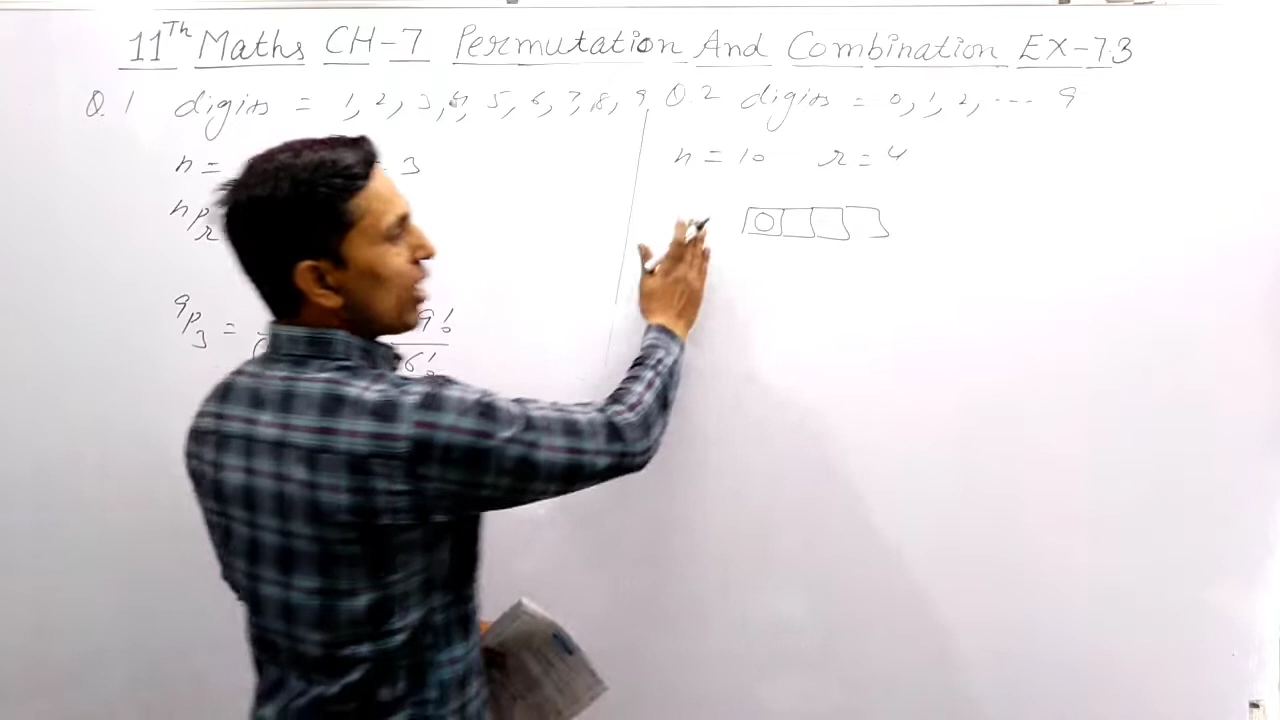 11Th Maths CH-7 Permutation And Combination EX-7.3
Q.1 digits = 1, 2, 3, 4, 5, 6, 7, 8, 9
n = 3
nPr
9P3 = 9!
6!
Q.2 digits = 0, 1, 2, .... 9
n = 10 r = 4
0